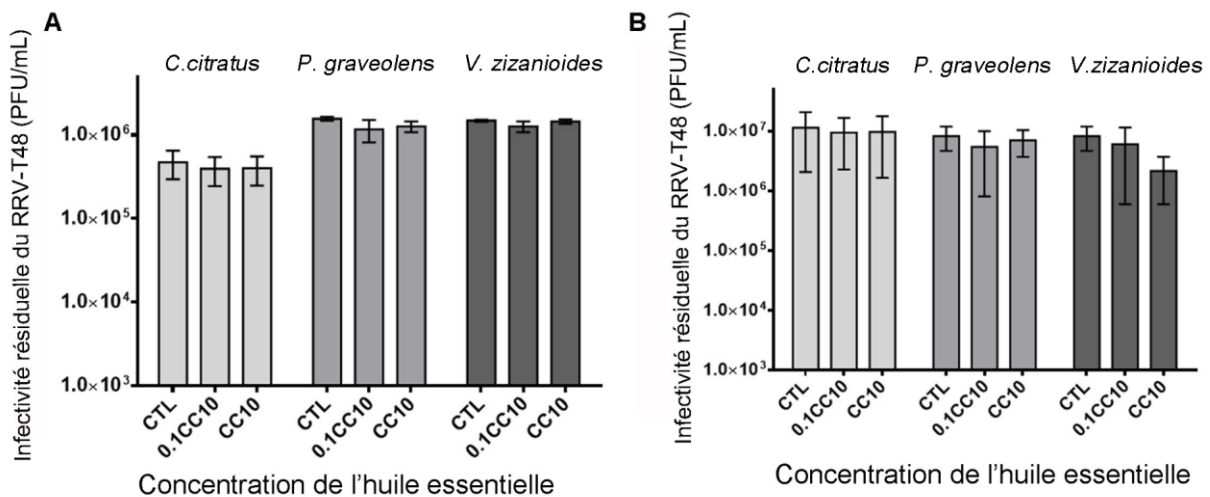 A
Infectivité résiduelle du RRV-T48 (PFU/mL)
C.citratus P. graveolens V. zizanioides
1.0×10⁶
1.0×10⁵
1.0×10⁴
1.0×10³
CTL 0.1CC10 CC10 CTL 0.1CC10 CC10 CTL 0.1CC10 CC10
Concentration de l'huile essentielle
B
Infectivité résiduelle du RRV-T48 (PFU/mL)
C.citratus P. graveolens V.zizanioides
1.0×10⁷
1.0×10⁶
1.0×10⁵
1.0×10⁴
1.0×10³
CTL 0.1CC10 CC10 CTL 0.1CC10 CC10 CTL 0.1CC10 CC10
Concentration de l'huile essentielle